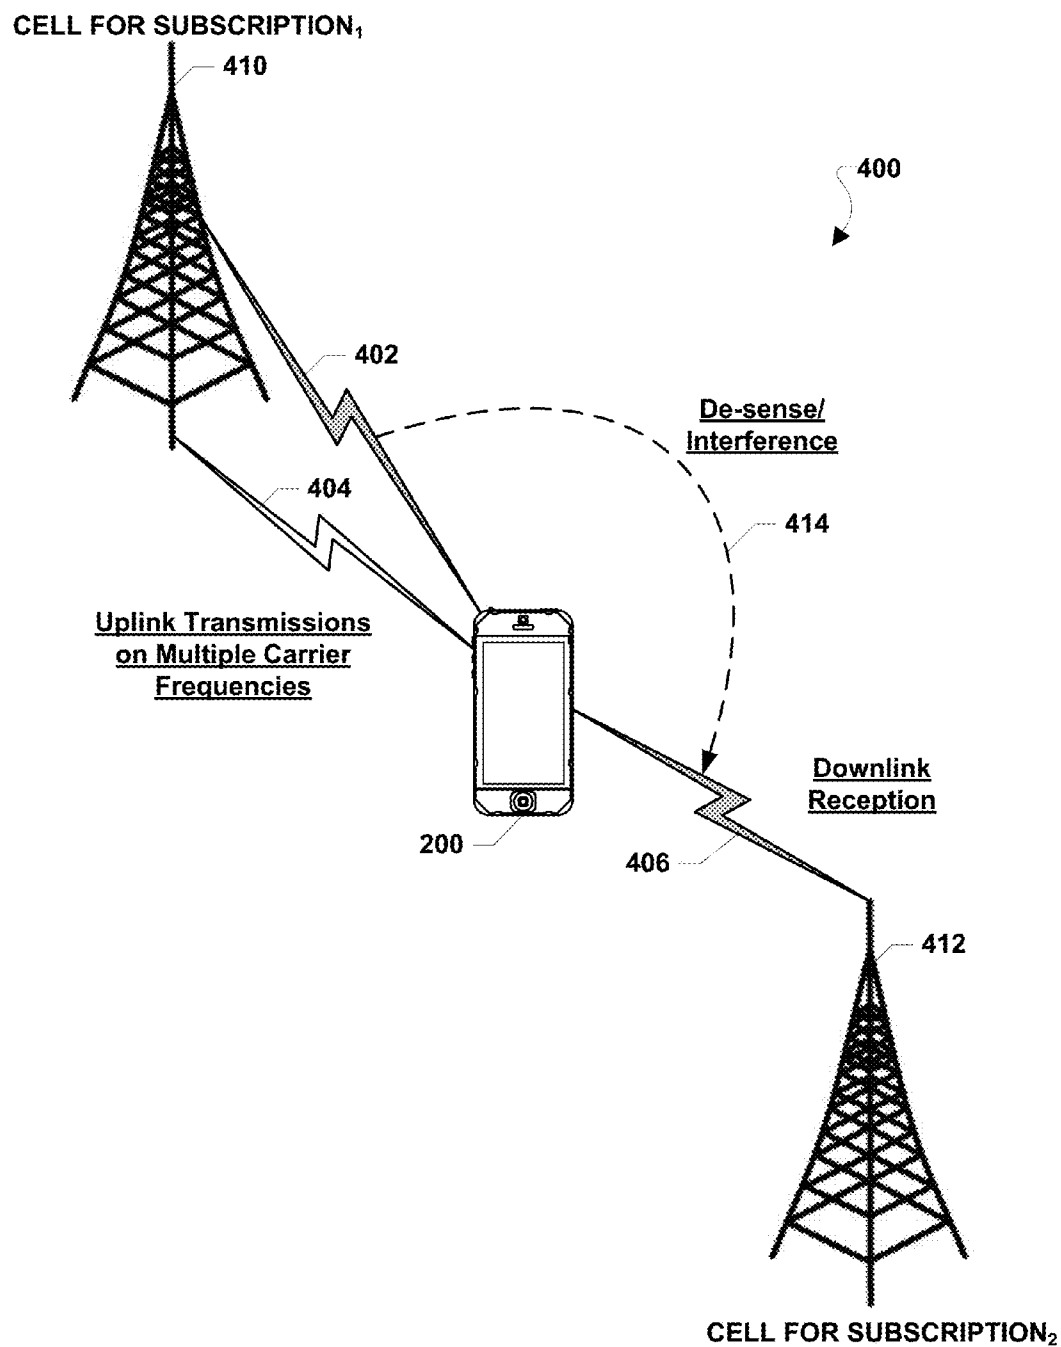 CELL FOR SUBSCRIPTION₁
410
400
402
De-sense/
Interference
404
414
Uplink Transmissions
on Multiple Carrier
Frequencies
Downlink
Reception
200
406
412
CELL FOR SUBSCRIPTION₂